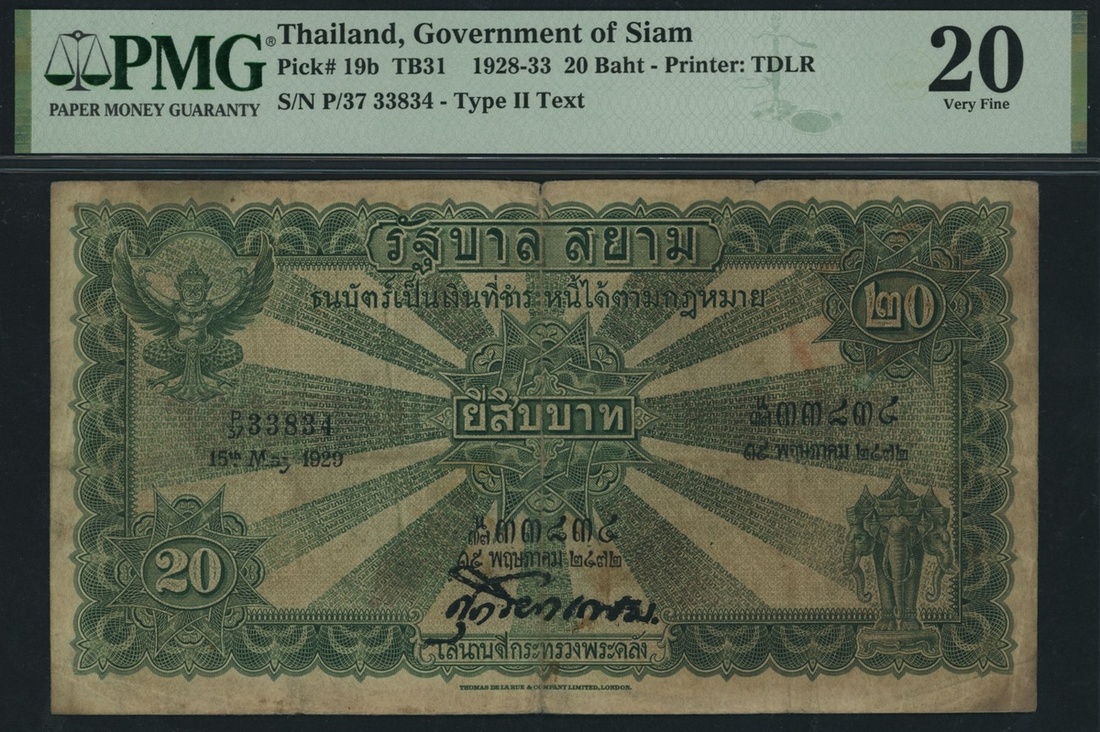 PMG®
PAPER MONEY GUARANTY
Thailand, Government of Siam
Pick# 19b TB31 1928-33 20 Baht - Printer: TDLR
S/N P/37 33834 - Type II Text
20
Very Fine
รัฐบาล สยาม
ธนบัตร์เป็นเงินที่ชำระหนี้ได้ตามกฎหมาย
๒๐
ยี่สิบบาท
P/37 33834
15th May 1929
๓๓๘๓๔
๑๕ พฤษภาคม ๒๔๗๒
๓๓๘๓๔
๑๕ พฤษภาคม ๒๔๗๒
20
เสนาบดีกระทรวงพระคลัง
THOMAS DE LA RUE & COMPANY LIMITED, LONDON.